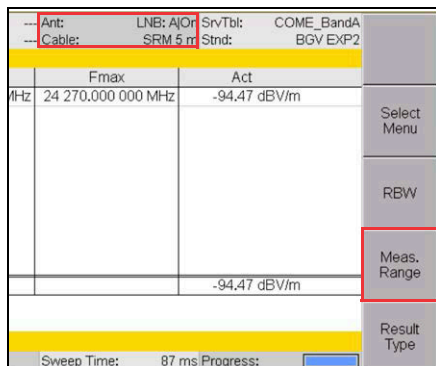 --- Ant: LNB: A|On SrvTbl: COME_BandA
--- Cable: SRM 5 m Stnd: BGV EXP2
Fmax Act
MHz 24 270.000 000 MHz -94.47 dBV/m
Select
Menu
RBW
Meas.
Range
-94.47 dBV/m
Result
Type
Sweep Time: 87 ms Progress: